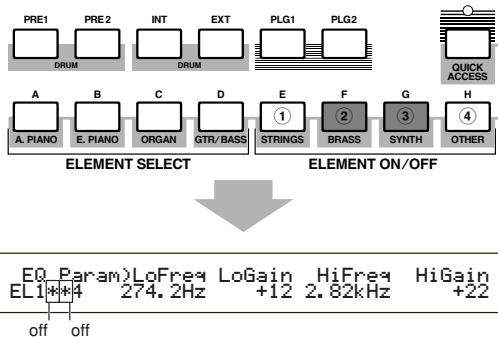 PRE1 PRE2 INT EXT PLG1 PLG2
DRUM DRUM
QUICK ACCESS
A B C D E F G H
1 2 3 4
A. PIANO E. PIANO ORGAN GTR/BASS STRINGS BRASS SYNTH OTHER
ELEMENT SELECT ELEMENT ON/OFF
EQ Param)LoFreq LoGain HiFreq HiGain
EL1**4 274.2Hz +12 2.82kHz +22
off off